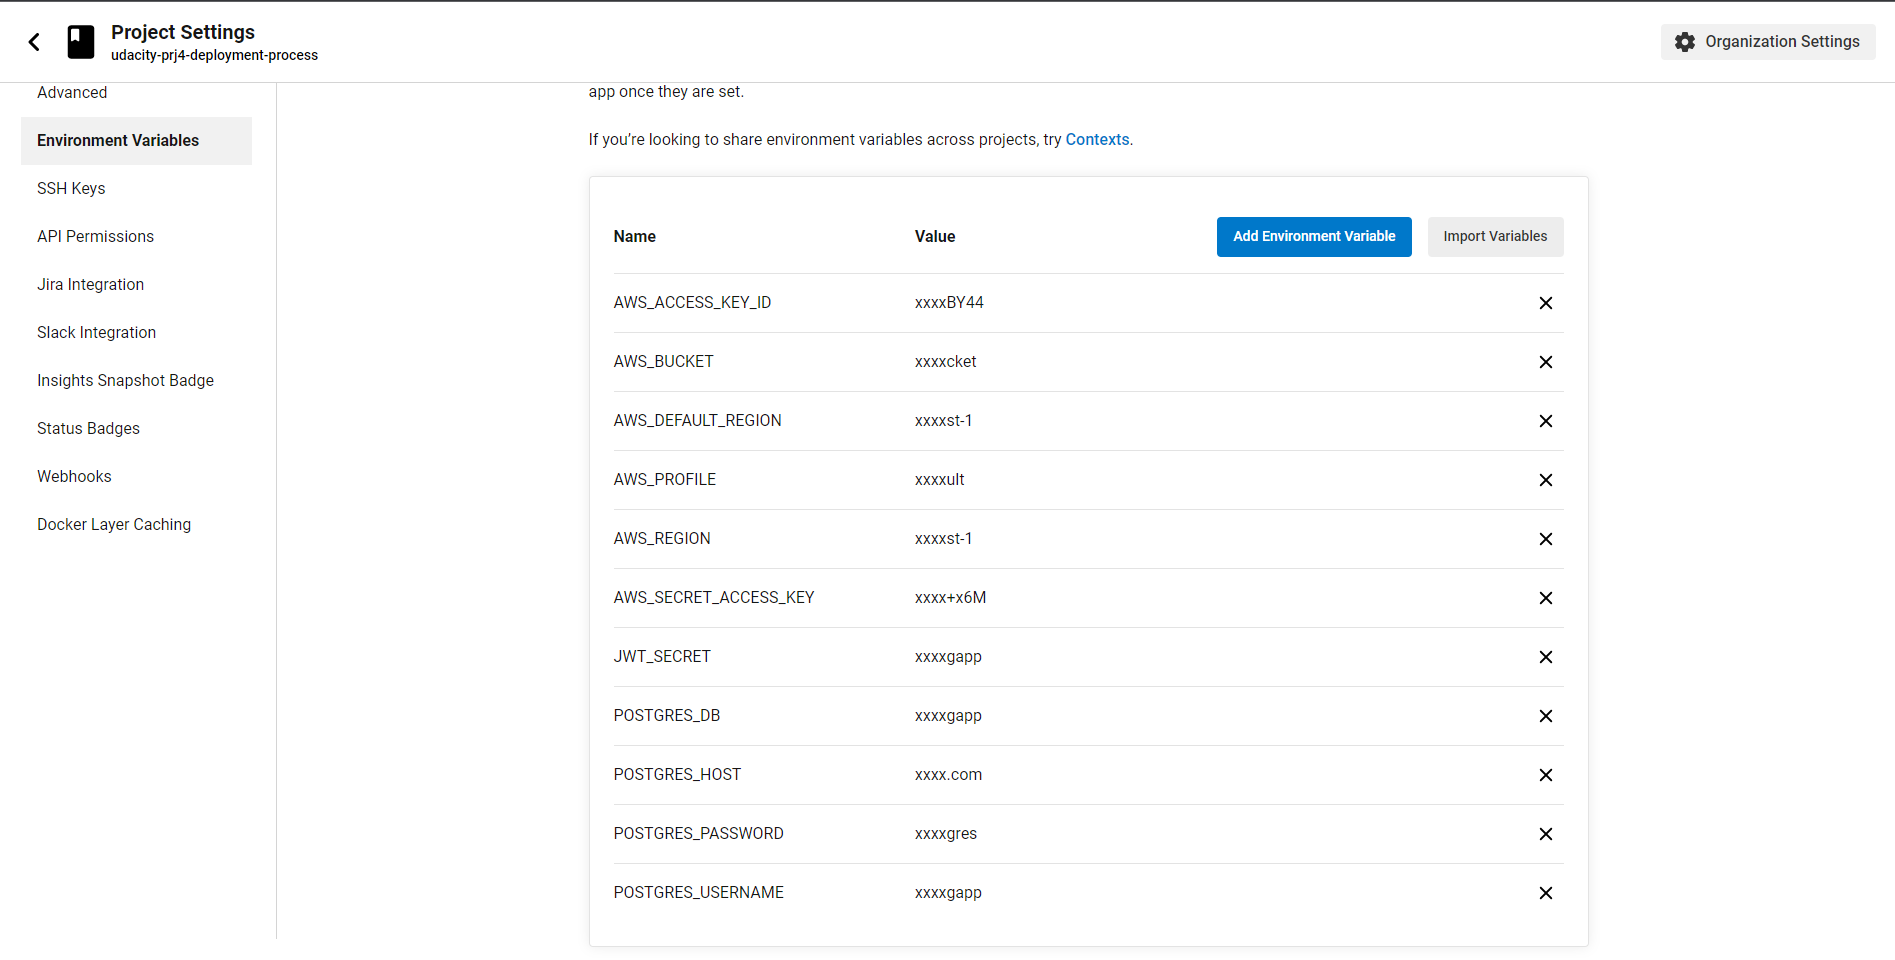 Project Settings
udacity-prj4-deployment-process
Organization Settings
Advanced
Environment Variables
SSH Keys
API Permissions
Jira Integration
Slack Integration
Insights Snapshot Badge
Status Badges
Webhooks
Docker Layer Caching
app once they are set.
If you’re looking to share environment variables across projects, try Contexts.
Name Value Add Environment Variable Import Variables
AWS_ACCESS_KEY_ID xxxxBY44
AWS_BUCKET xxxxcket
AWS_DEFAULT_REGION xxxxst-1
AWS_PROFILE xxxxult
AWS_REGION xxxxst-1
AWS_SECRET_ACCESS_KEY xxxx+x6M
JWT_SECRET xxxxgapp
POSTGRES_DB xxxxgapp
POSTGRES_HOST xxxx.com
POSTGRES_PASSWORD xxxxgres
POSTGRES_USERNAME xxxxgapp